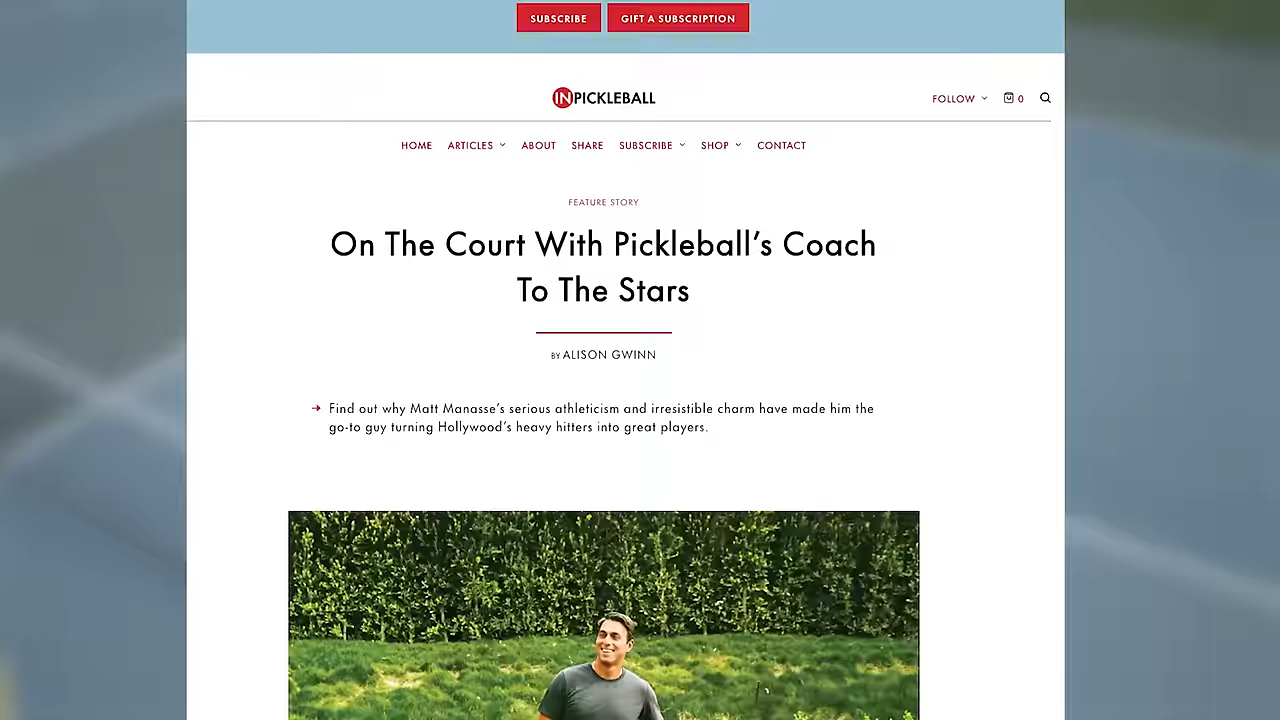 SUBSCRIBE GIFT A SUBSCRIPTION
INPICKLEBALL
FOLLOW 0
HOME ARTICLES ABOUT SHARE SUBSCRIBE SHOP CONTACT
FEATURE STORY
On The Court With Pickleball’s Coach
To The Stars
BY ALISON GWINN
Find out why Matt Manasse’s serious athleticism and irresistible charm have made him the
go-to guy turning Hollywood’s heavy hitters into great players.